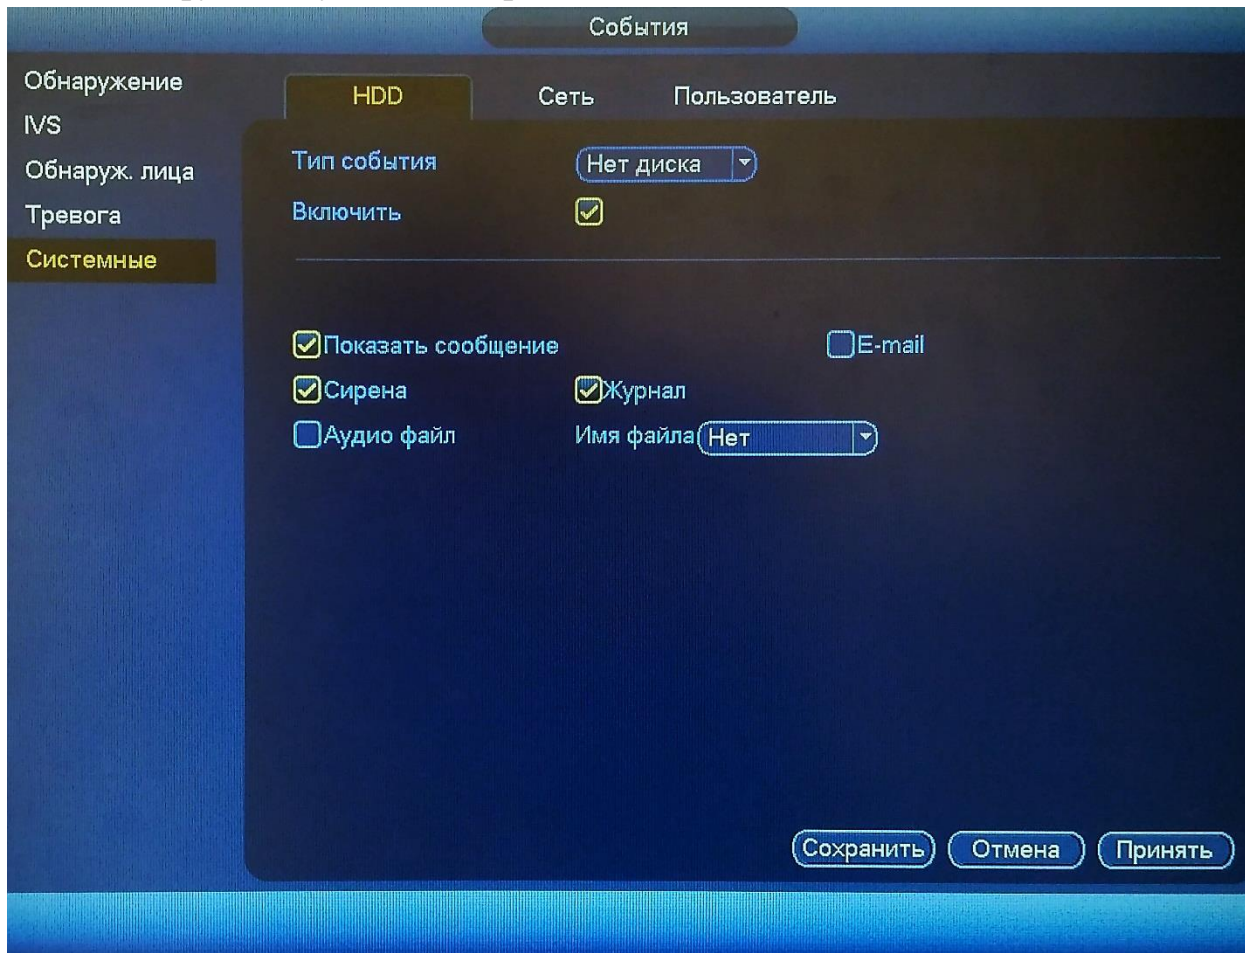 События
Обнаружение
IVS
Обнаруж. лица
Тревога
Системные
HDD Сеть Пользователь
Тип события Нет диска
Включить
Показать сообщение E-mail
Сирена Журнал
Аудио файл Имя файла Нет
Сохранить Отмена Принять